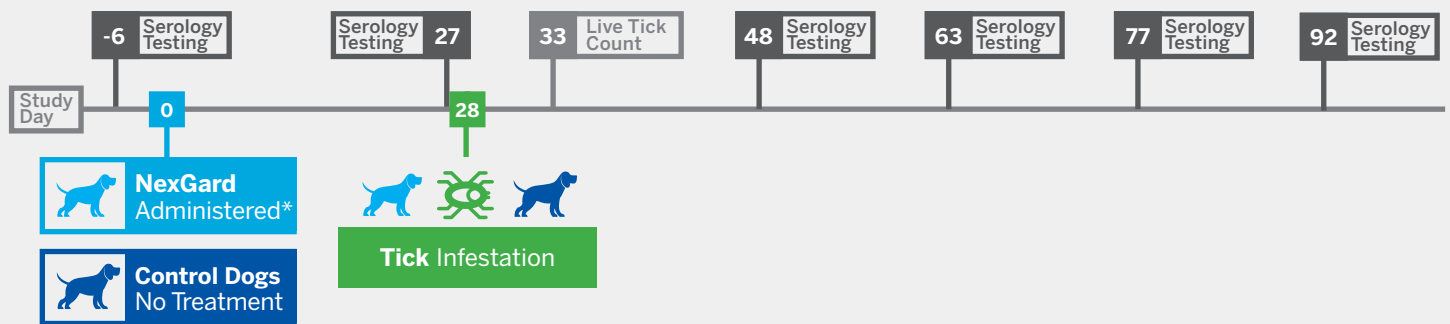 -6 Serology
Testing
Serology
Testing 27
33 Live Tick
Count
48 Serology
Testing
63 Serology
Testing
77 Serology
Testing
92 Serology
Testing
Study
Day
0
28
NexGard
Administered*
Control Dogs
No Treatment
Tick Infestation